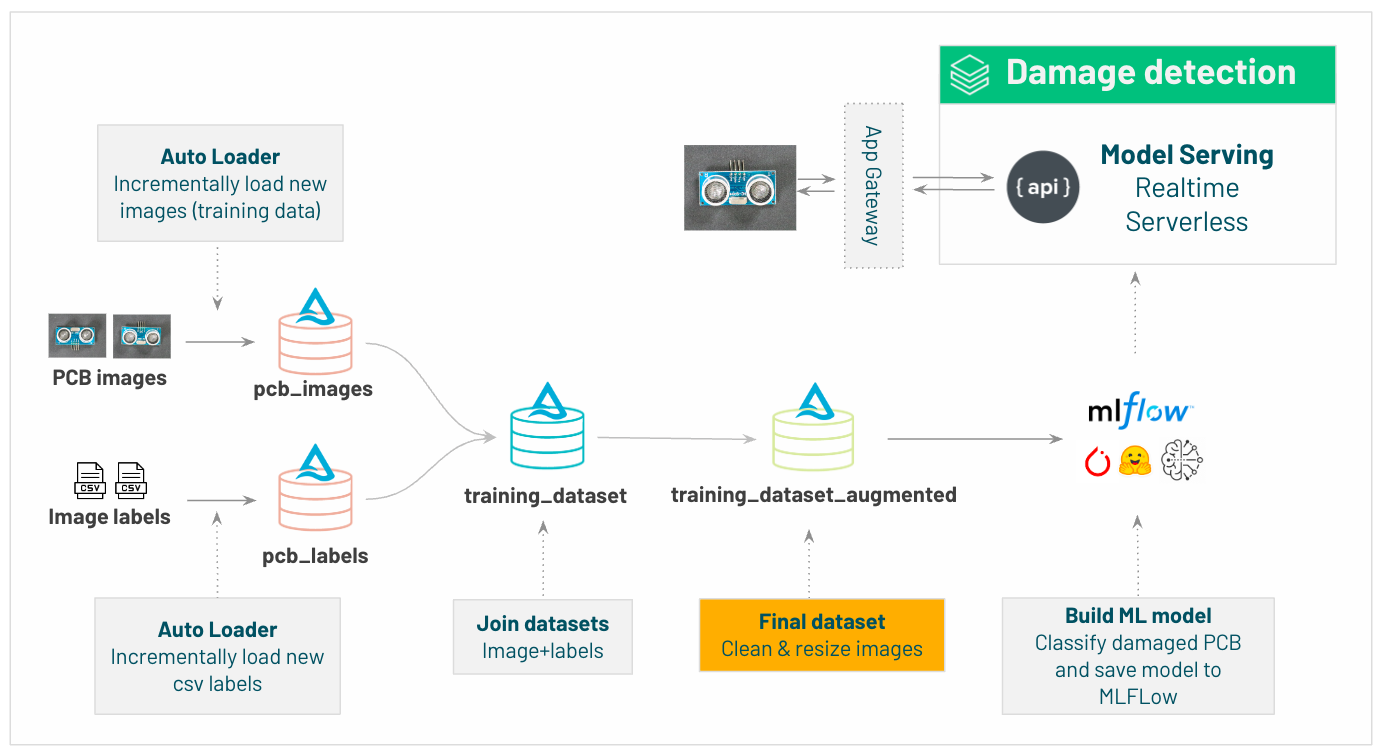 Damage detection
Auto Loader
Incrementally load new
images (training data)
App Gateway
{ api }
Model Serving
Realtime
Serverless
PCB images
pcb_images
mlflow™
CSV CSV
Image labels
pcb_labels
training_dataset
training_dataset_augmented
Auto Loader
Incrementally load new
csv labels
Join datasets
Image+labels
Final dataset
Clean & resize images
Build ML model
Classify damaged PCB
and save model to
MLFLow